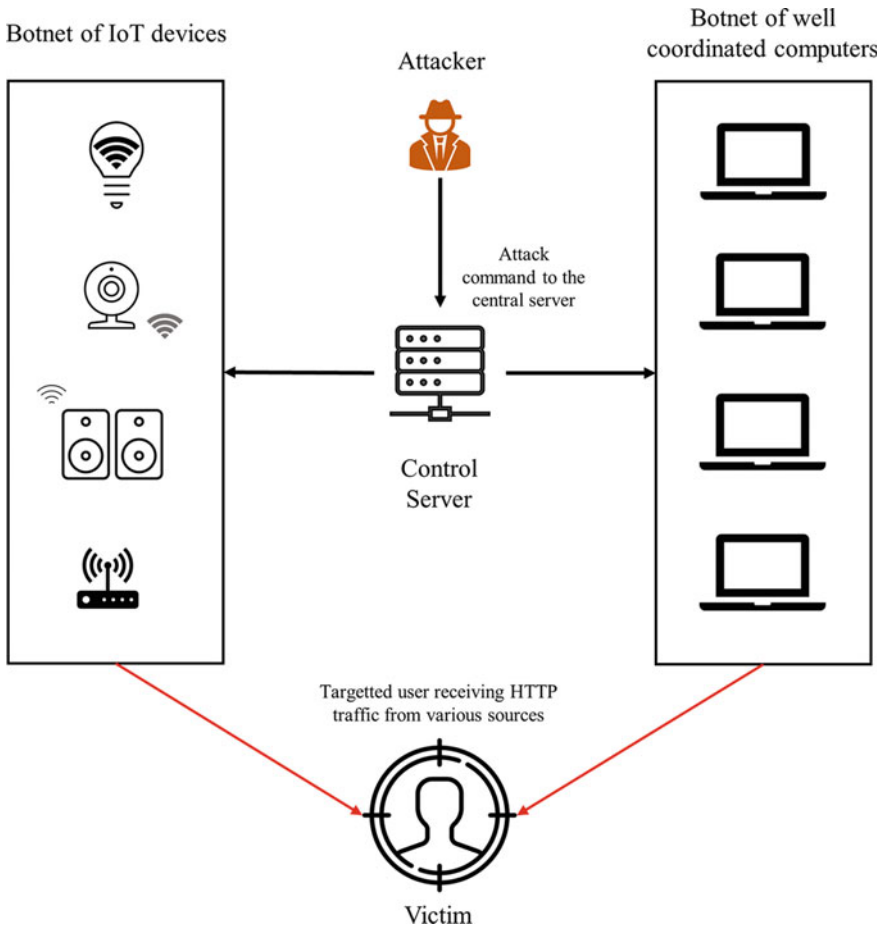 Botnet of IoT devices
Attacker
Botnet of well
coordinated computers
Attack
command to the
central server
Control
Server
Targetted user receiving HTTP
traffic from various sources
Victim